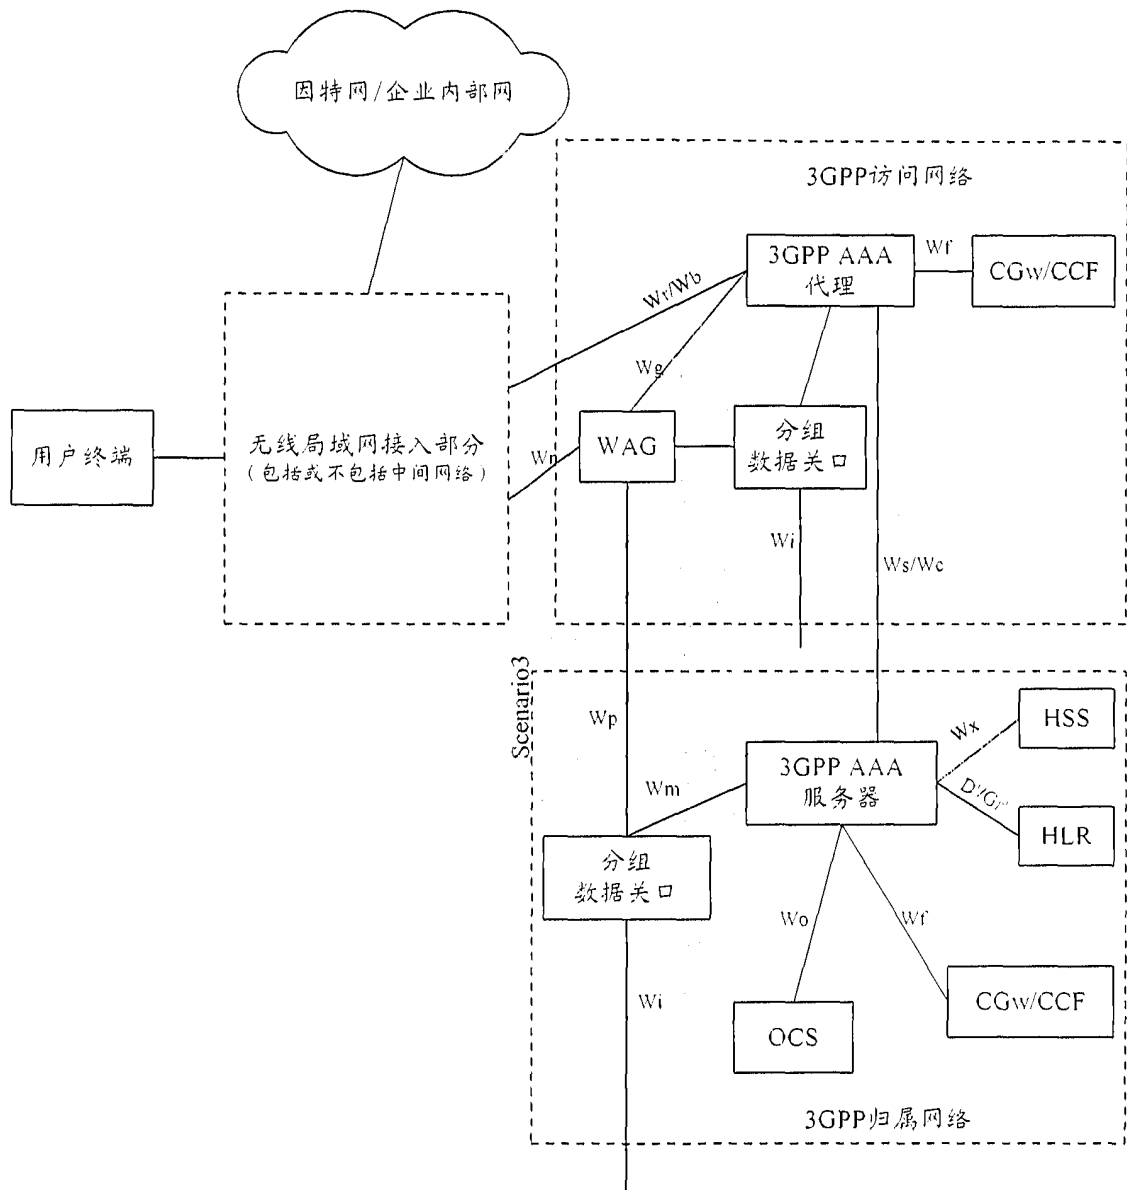 因特网/企业内部网
3GPP访问网络
3GPP AAA
代理
Wf
CGw/CCF
Wr/Wb
Wg
用户终端
无线局域网接入部分
(包括或不包括中间网络)
Wn
WAG
分组
数据关口
Wi
Ws/Wc
Scenario3
Wp
Wm
3GPP AAA
服务器
Wx
HSS
D'/Gr'
HLR
分组
数据关口
Wo
Wf
Wi
OCS
CGw/CCF
3GPP归属网络